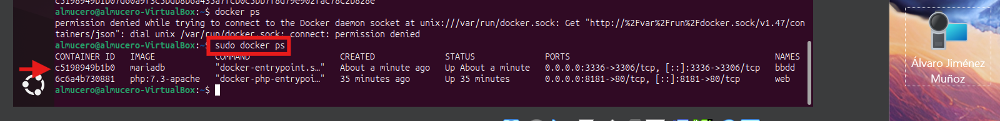 c5198949b1b07d60a9f3c5bdb8b6a435a7fcb0c5bb7f8d79e902fac78c2b828e
almucero@almucero-VirtualBox:~$ docker ps
permission denied while trying to connect to the Docker daemon socket at unix:///var/run/docker.sock: Get "http://%2Fvar%2Frun%2Fdocker.sock/v1.47/con
tainers/json": dial unix /var/run/docker.sock: connect: permission denied
almucero@almucero-VirtualBox:~$ sudo docker ps
CONTAINER ID IMAGE COMMAND CREATED STATUS PORTS NAMES
c5198949b1b0 mariadb "docker-entrypoint.s…" About a minute ago Up About a minute 0.0.0.0:3336->3306/tcp, [::]:3336->3306/tcp bbdd
6c6a4b730881 php:7.3-apache "docker-php-entrypoi…" 35 minutes ago Up 35 minutes 0.0.0.0:8181->80/tcp, [::]:8181->80/tcp web
almucero@almucero-VirtualBox:~$
Álvaro Jiménez
Muñoz